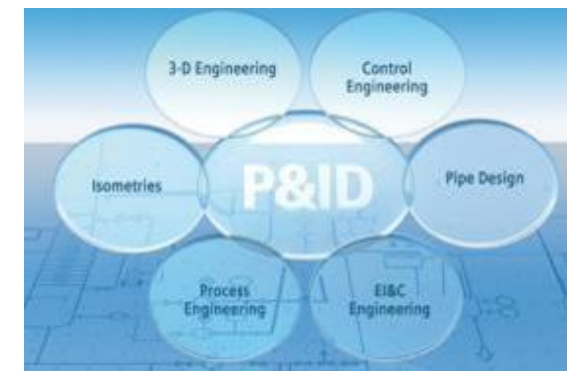 3-D Engineering
Control
Engineering
Isometries
P&ID
Pipe Design
Process
Engineering
EI&C
Engineering